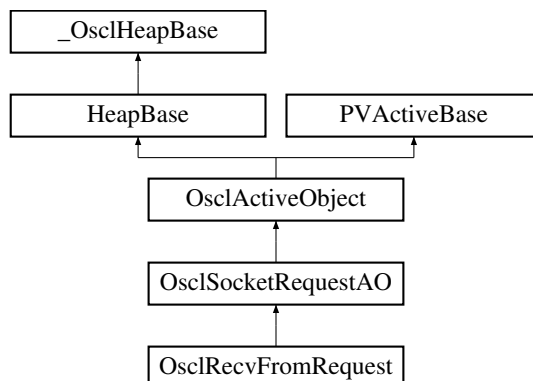 _OsclHeapBase
HeapBase PVActiveBase
OsclActiveObject
OsclSocketRequestAO
OsclRecvFromRequest